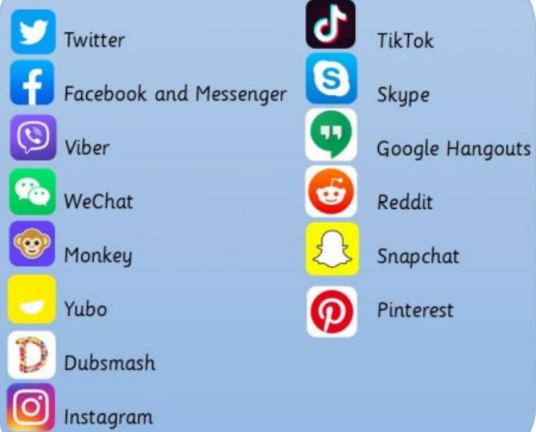 Twitter
Facebook and Messenger
Viber
WeChat
Monkey
Yubo
Dubsmash
Instagram
TikTok
Skype
Google Hangouts
Reddit
Snapchat
Pinterest